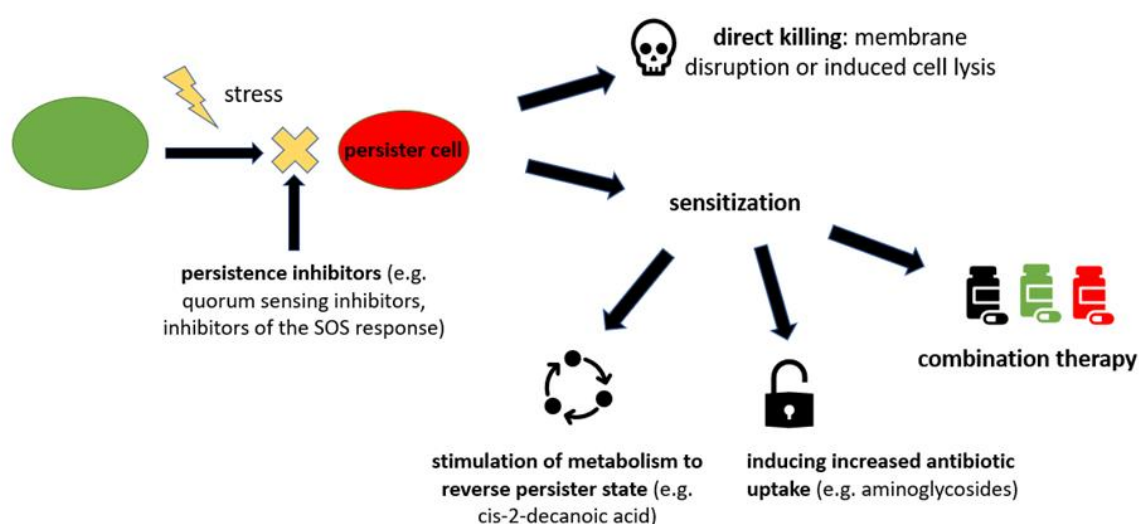 direct killing: membrane
disruption or induced cell lysis
stress
persister cell
sensitization
persistence inhibitors (e.g.
quorum sensing inhibitors,
inhibitors of the SOS response)
combination therapy
stimulation of metabolism to
reverse persister state (e.g.
cis-2-decanoic acid)
inducing increased antibiotic
uptake (e.g. aminoglycosides)